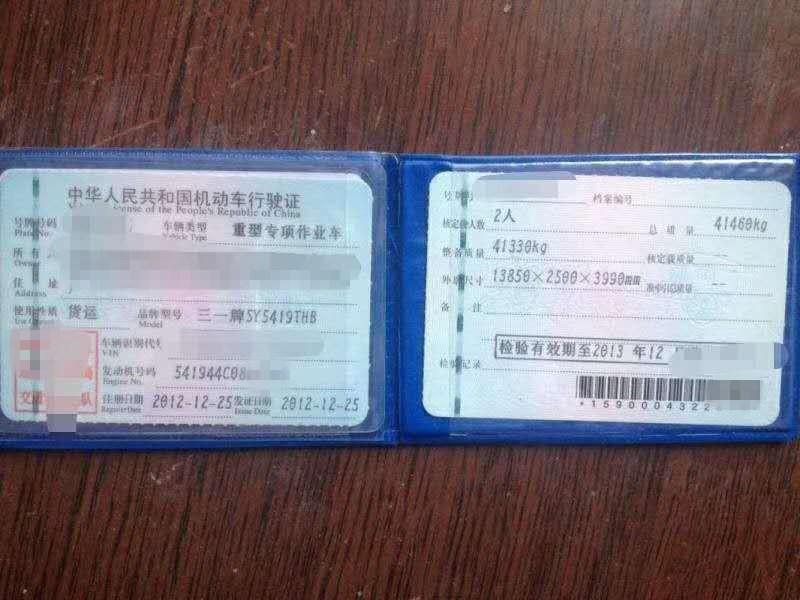 中华人民共和国机动车行驶证
ense of the People's Republic of China
号牌号码 车辆类型 重型专项作业车
Plate No. Vehicle Type
所有
Owner
住 址
Address
使用性质 货运 品牌型号 三一牌SY5419THB
Use Character Model
车辆识别代
VIN
发动机号码 541944C08
Engine No.
注册日期 2012-12-25 发证日期 2012-12-25
Register Date Issue Date
交 队
号牌 档案编号
核定载人数 2人 总 质 量 41460kg
整备质量 41330kg 核定载质量 --
外廓尺寸 13850×2500×3990mm 准牵引总质量 --
备 注
检验有效期至2013 年 12
检验记录
*1590004322